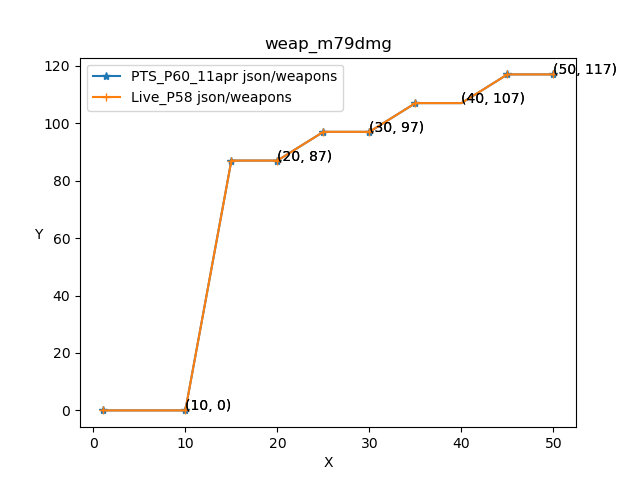 weap_m79dmg
PTS_P60_11apr json/weapons
Live_P58 json/weapons
120
100
80
60
40
20
0
Y
(50, 117)
(40, 107)
(30, 97)
(20, 87)
(10, 0)
0 10 20 30 40 50
X